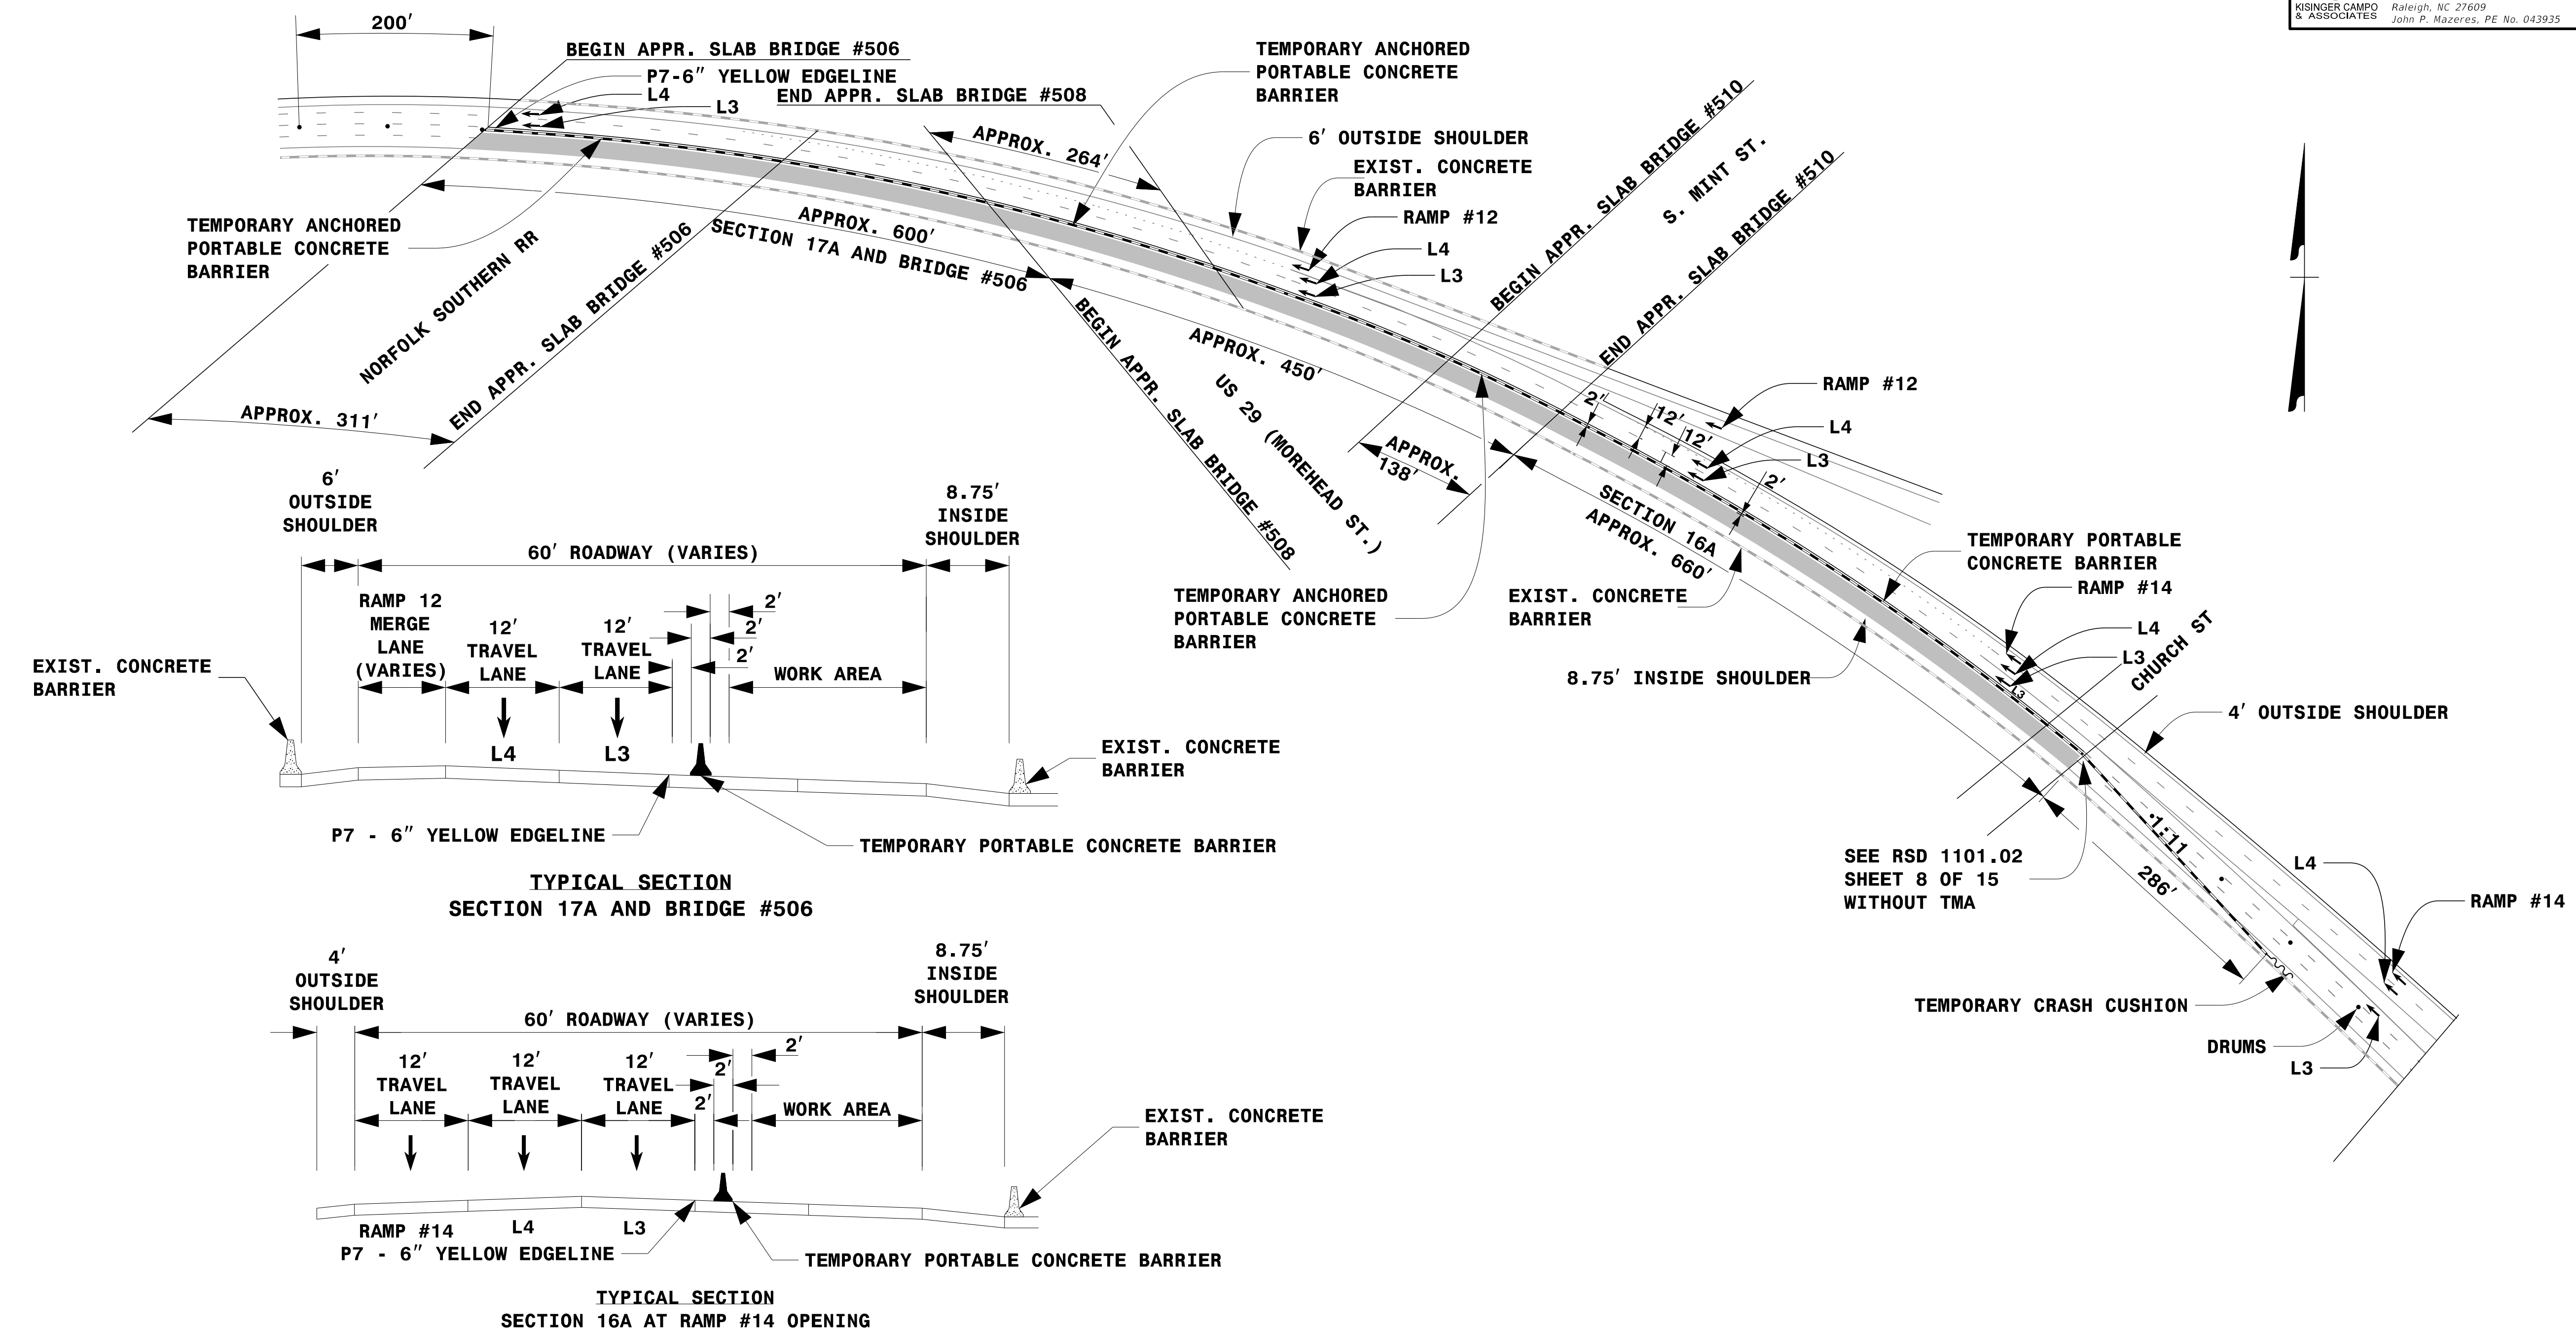 KISINGER CAMPO
& ASSOCIATES
Raleigh, NC 27609
John P. Mazeres, PE No. 043935
200'
BEGIN APPR. SLAB BRIDGE #506
P7-6" YELLOW EDGELINE
L4
L3
END APPR. SLAB BRIDGE #508
TEMPORARY ANCHORED
PORTABLE CONCRETE
BARRIER
APPROX. 264'
6' OUTSIDE SHOULDER
EXIST. CONCRETE
BARRIER
RAMP #12
L4
L3
BEGIN APPR. SLAB BRIDGE #510
S. MINT ST.
END APPR. SLAB BRIDGE #510
TEMPORARY ANCHORED
PORTABLE CONCRETE
BARRIER
NORFOLK SOUTHERN RR
END APPR. SLAB BRIDGE #506
APPROX. 311'
APPROX. 600'
SECTION 17A AND BRIDGE #506
BEGIN APPR. SLAB BRIDGE #508
US 29 (MOREHEAD ST.)
APPROX. 450'
APPROX.
138'
2'
12'
12'
2'
RAMP #12
L4
L3
SECTION 16A
APPROX. 660'
TEMPORARY ANCHORED
PORTABLE CONCRETE
BARRIER
EXIST. CONCRETE
BARRIER
8.75' INSIDE SHOULDER
TEMPORARY PORTABLE
CONCRETE BARRIER
RAMP #14
L4
L3
L3
CHURCH ST
4' OUTSIDE SHOULDER
1:11
SEE RSD 1101.02
SHEET 8 OF 15
WITHOUT TMA
286'
L4
RAMP #14
TEMPORARY CRASH CUSHION
DRUMS
L3
6'
OUTSIDE
SHOULDER
8.75'
INSIDE
SHOULDER
60' ROADWAY (VARIES)
RAMP 12
MERGE
LANE
(VARIES)
12'
TRAVEL
LANE
12'
TRAVEL
LANE
2'
2'
2'
WORK AREA
EXIST. CONCRETE
BARRIER
L4
L3
EXIST. CONCRETE
BARRIER
P7 - 6" YELLOW EDGELINE
TEMPORARY PORTABLE CONCRETE BARRIER
TYPICAL SECTION
SECTION 17A AND BRIDGE #506
4'
OUTSIDE
SHOULDER
8.75'
INSIDE
SHOULDER
60' ROADWAY (VARIES)
12'
TRAVEL
LANE
12'
TRAVEL
LANE
12'
TRAVEL
LANE
2'
2'
2'
WORK AREA
EXIST. CONCRETE
BARRIER
RAMP #14
L4
L3
P7 - 6" YELLOW EDGELINE
TEMPORARY PORTABLE CONCRETE BARRIER
TYPICAL SECTION
SECTION 16A AT RAMP #14 OPENING